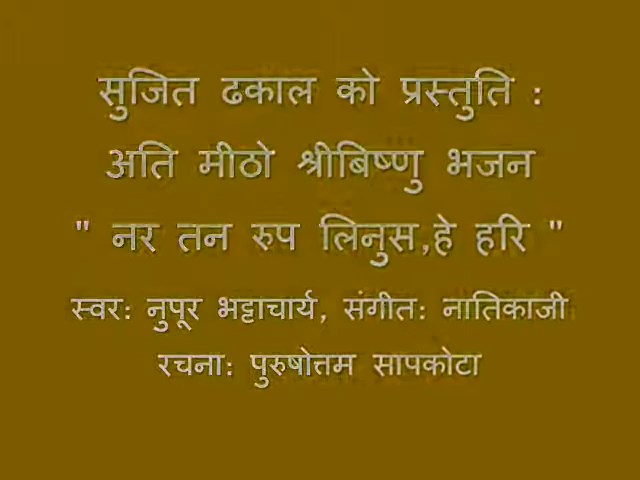 सुजित ढकाल को प्रस्तुति :
अति मीठो श्रीबिष्णु भजन
" नर तन रुप लिनुस,हे हरि "
स्वर: नुपूर भट्टाचार्य, संगीत: नातिकाजी
रचना: पुरुषोत्तम सापकोटा